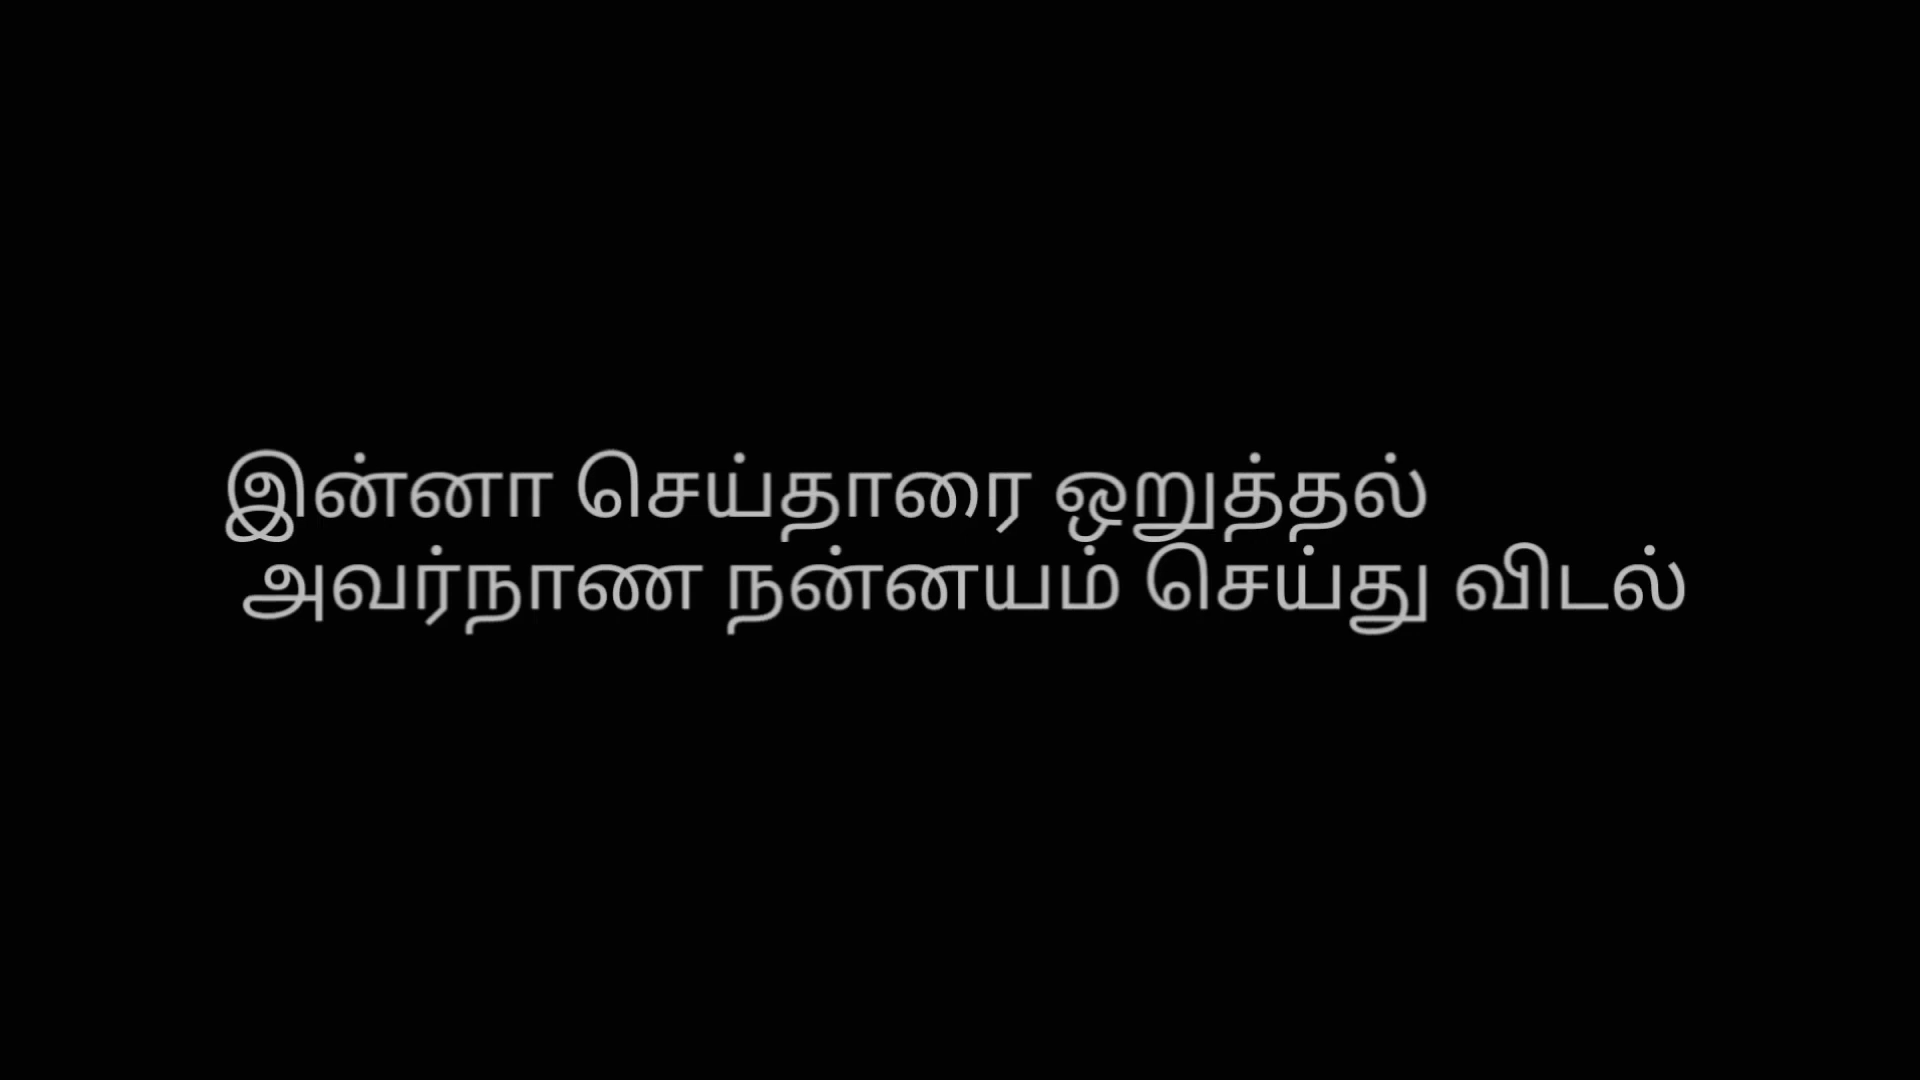 இன்னா செய்தாரை ஒறுத்தல்
அவர்நாண நன்னயம் செய்து விடல்